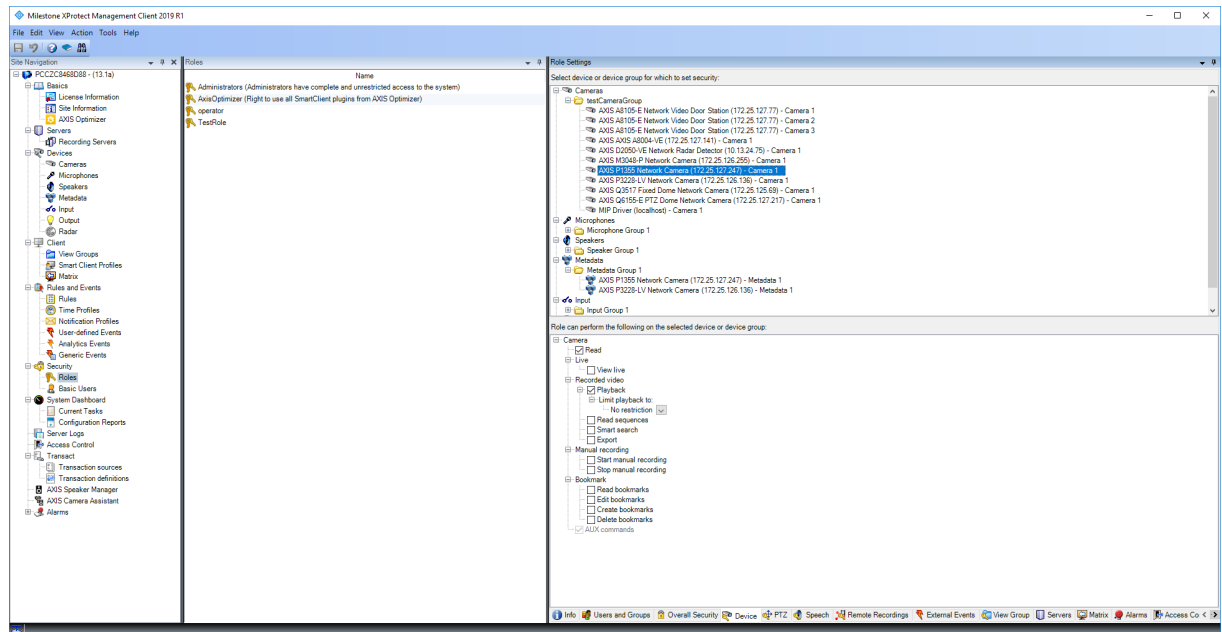 Milestone XProtect Management Client 2019 R1
File Edit View Action Tools Help
Site Navigation
PCCZC8468D88 - (13.1a)
Basics
License Information
Site Information
AXIS Optimizer
Servers
Recording Servers
Devices
Cameras
Microphones
Speakers
Metadata
Input
Output
Radar
Client
View Groups
Smart Client Profiles
Matrix
Rules and Events
Rules
Time Profiles
Notification Profiles
User-defined Events
Analytics Events
Generic Events
Security
Roles
Basic Users
System Dashboard
Current Tasks
Configuration Reports
Server Logs
Access Control
Transact
Transaction sources
Transaction definitions
AXIS Speaker Manager
AXIS Camera Assistant
Alarms
Roles
Name
Administrators (Administrators have complete and unrestricted access to the system)
AxisOptimizer (Right to use all SmartClient plugins from AXIS Optimizer)
operator
TestRole
Role Settings
Select device or device group for which to set security:
Cameras
testCameraGroup
AXIS A8105-E Network Video Door Station (172.25.127.77) - Camera 1
AXIS A8105-E Network Video Door Station (172.25.127.77) - Camera 2
AXIS A8105-E Network Video Door Station (172.25.127.77) - Camera 3
AXIS AXIS A8004-VE (172.25.127.141) - Camera 1
AXIS D2050-VE Network Radar Detector (10.13.24.75) - Camera 1
AXIS M3048-P Network Camera (172.25.126.255) - Camera 1
AXIS P1355 Network Camera (172.25.127.247) - Camera 1
AXIS P3228-LV Network Camera (172.25.126.136) - Camera 1
AXIS Q3517 Fixed Dome Network Camera (172.25.125.69) - Camera 1
AXIS Q6155-E PTZ Dome Network Camera (172.25.127.217) - Camera 1
MIP Driver (localhost) - Camera 1
Microphones
Microphone Group 1
Speakers
Speaker Group 1
Metadata
Metadata Group 1
AXIS P1355 Network Camera (172.25.127.247) - Metadata 1
AXIS P3228-LV Network Camera (172.25.126.136) - Metadata 1
Input
Input Group 1
Role can perform the following on the selected device or device group:
Camera
Read
Live
View live
Recorded video
Playback
Limit playback to:
No restriction
Read sequences
Smart search
Export
Manual recording
Start manual recording
Stop manual recording
Bookmark
Read bookmarks
Edit bookmarks
Create bookmarks
Delete bookmarks
AUX commands
Info Users and Groups Overall Security Device PTZ Speech Remote Recordings External Events View Group Servers Matrix Alarms Access Co